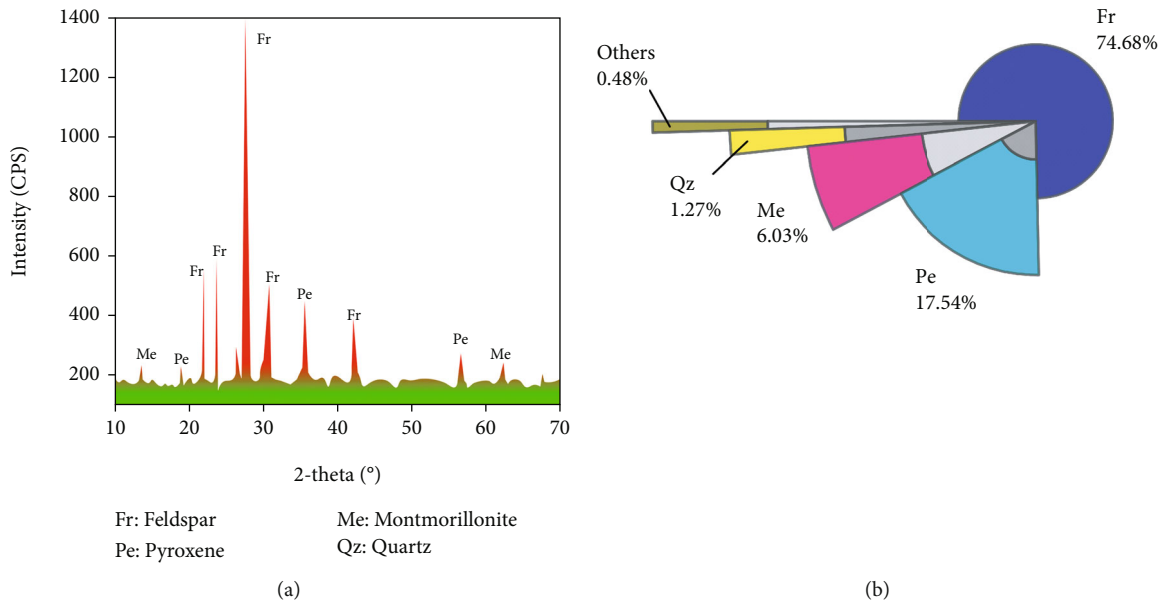 1400
1200
1000
800
600
400
200
Intensity (CPS)
10 20 30 40 50 60 70
2-theta (°)
Me
Pe
Fr
Fr
Fr
Fr
Pe
Fr
Pe
Me
Fr: Feldspar
Me: Montmorillonite
Pe: Pyroxene
Qz: Quartz
(a)
Fr
74.68%
Others
0.48%
Qz
1.27%
Me
6.03%
Pe
17.54%
(b)